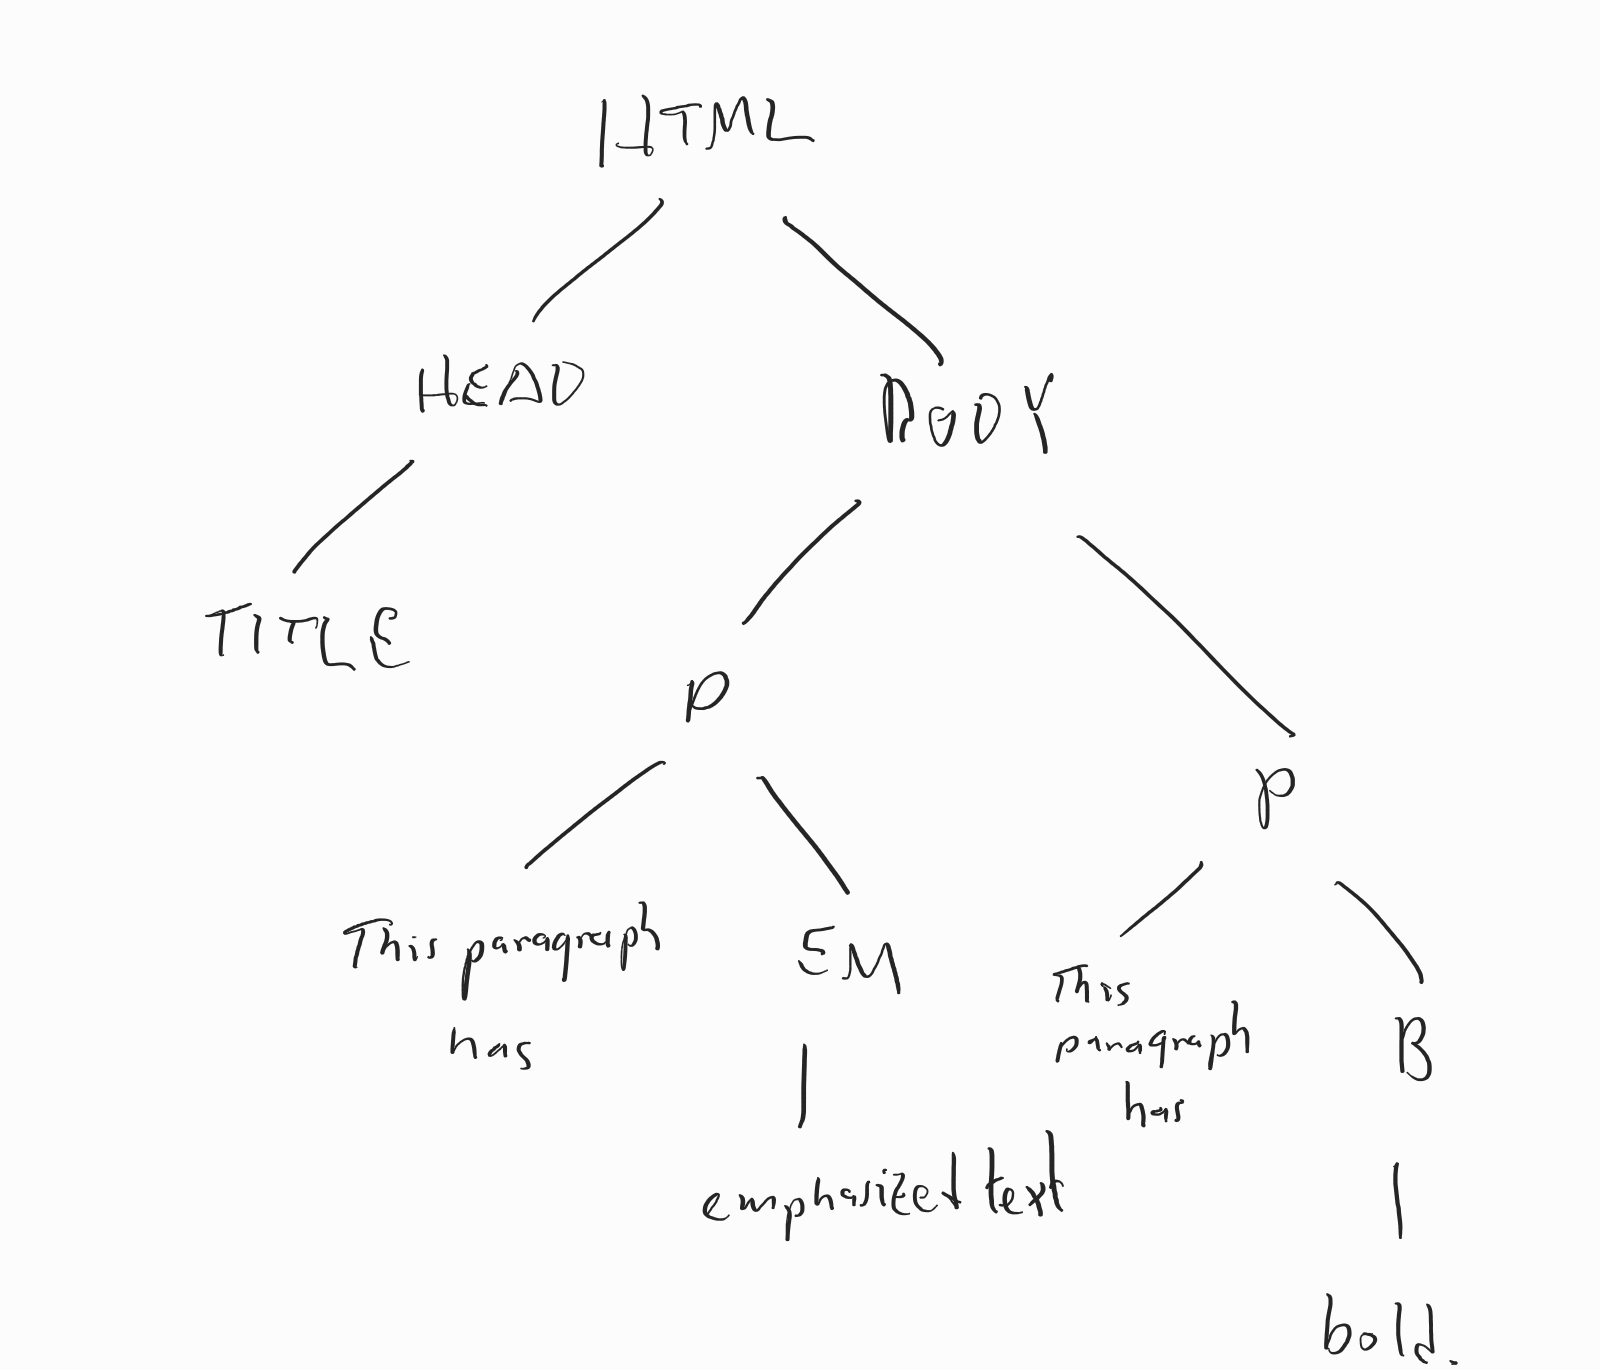 HTML
HEAD
BODY
TITLE
P
P
This paragraph
has
EM
This
paragraph
has
B
emphasized text
bold.